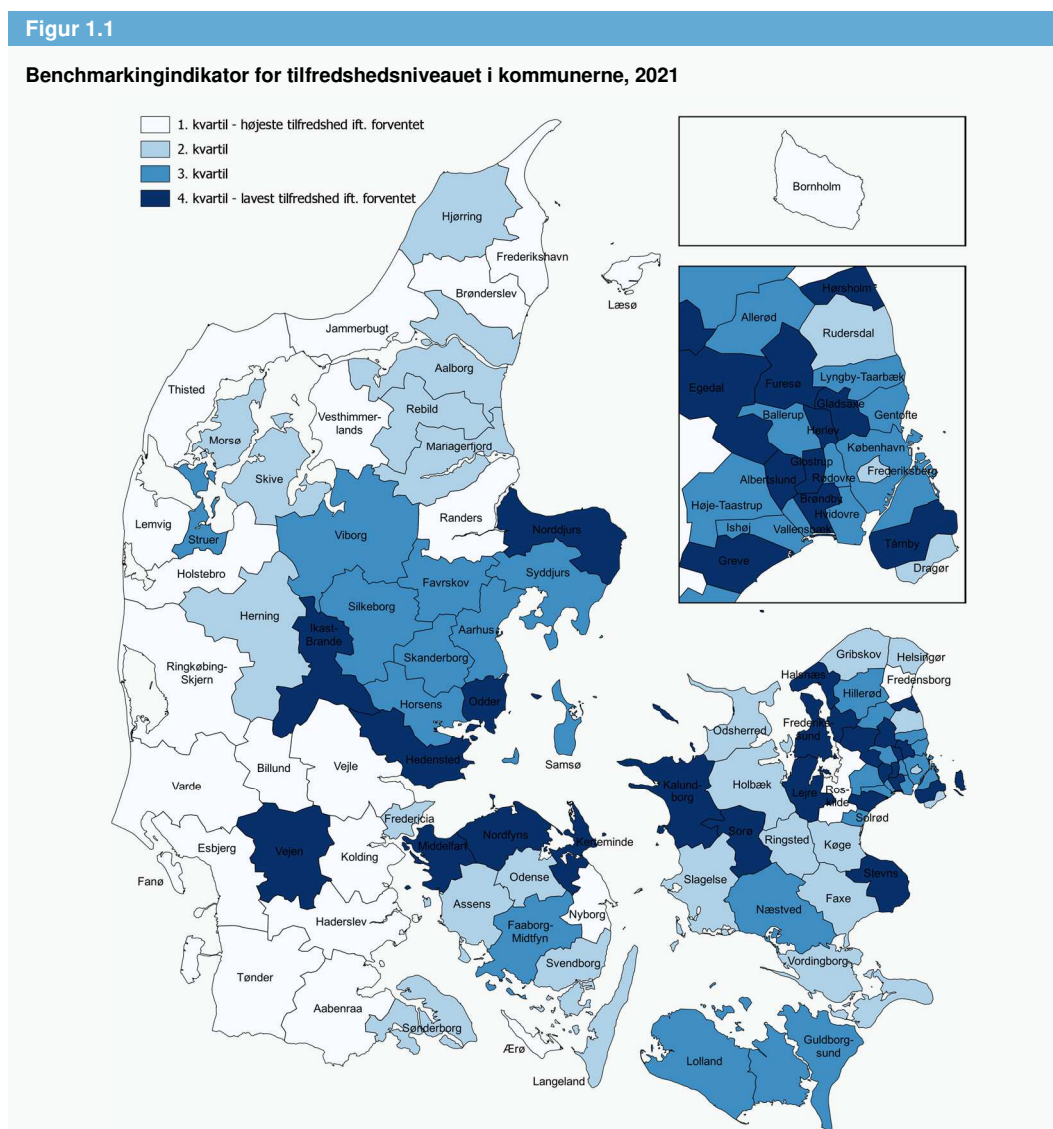 Figur 1.1
Benchmarkingindikator for tilfredshedsniveauet i kommunerne, 2021
1. kvartil - højeste tilfredshed ift. forventet
2. kvartil
3. kvartil
4. kvartil - lavest tilfredshed ift. forventet
Bornholm
Hjørring
Frederikshavn
Læsø
Brønderslev
Jammerbugt
Aalborg
Thisted
Vesthimmer-
lands
Rebild
Morsø
Mariagerfjord
Skive
Lemvig
Struer
Viborg
Randers
Norddjurs
Holstebro
Favrskov
Syddjurs
Herning
Silkeborg
Ikast-
Brande
Aarhus
Skanderborg
Ringkøbing-
Skjern
Horsens
Odder
Samsø
Hedensted
Billund
Vejle
Varde
Fredericia
Esbjerg
Vejen
Kolding
Middelfart
Nordfyns
Kerteminde
Fanø
Odense
Assens
Nyborg
Haderslev
Faaborg-
Midtfyn
Svendborg
Tønder
Aabenraa
Sønderborg
Ærø
Langeland
Hørsholm
Allerød
Rudersdal
Egedal
Furesø
Lyngby-Taarbæk
Gladsaxe
Ballerup
Gentofte
Herlev
København
Glostrup
Frederiksberg
Albertslund
Rødovre
Høje-Taastrup
Brøndby
Hvidovre
Ishøj
Vallensbæk
Greve
Tårnby
Dragør
Gribskov
Helsingør
Halsnæs
Hillerød
Fredensborg
Odsherred
Frederiks-
sund
Kalund-
borg
Holbæk
Lejre
Ros-
kilde
Solrød
Sorø
Ringsted
Køge
Slagelse
Stevns
Næstved
Faxe
Vordingborg
Guldborg-
sund
Lolland